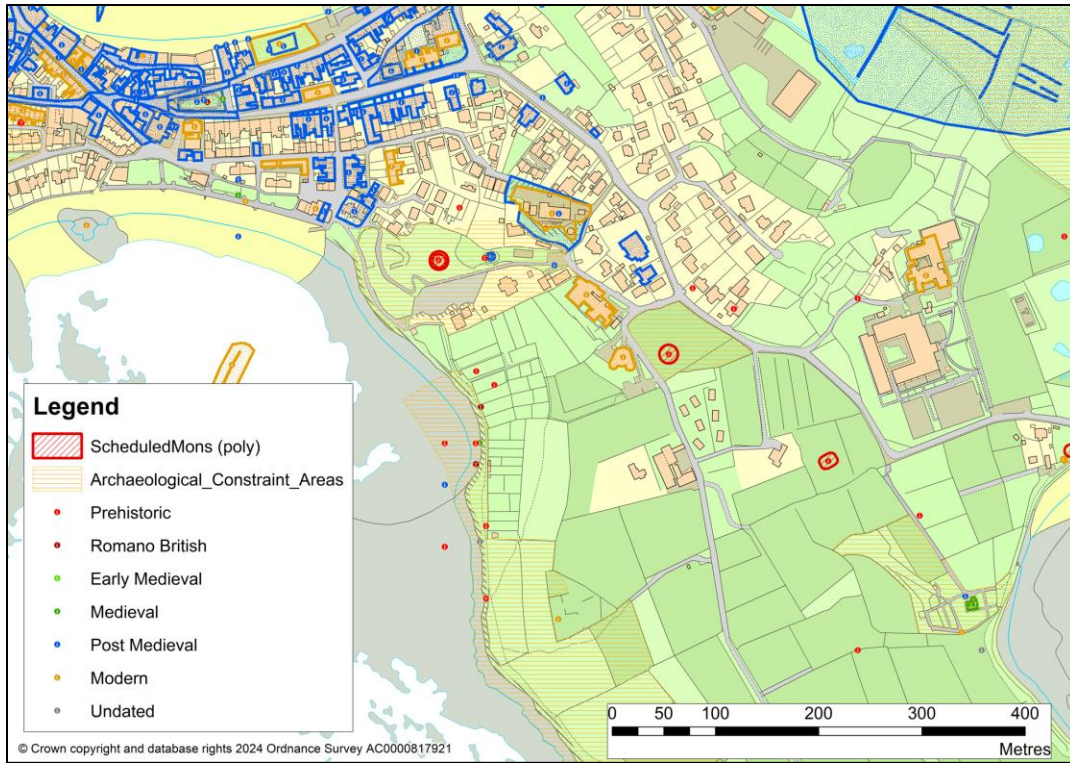 Legend
ScheduledMons (poly)
Archaeological_Constraint_Areas
Prehistoric
Romano British
Early Medieval
Medieval
Post Medieval
Modern
Undated
© Crown copyright and database rights 2024 Ordnance Survey AC0000817921
0 50 100 200 300 400
Metres